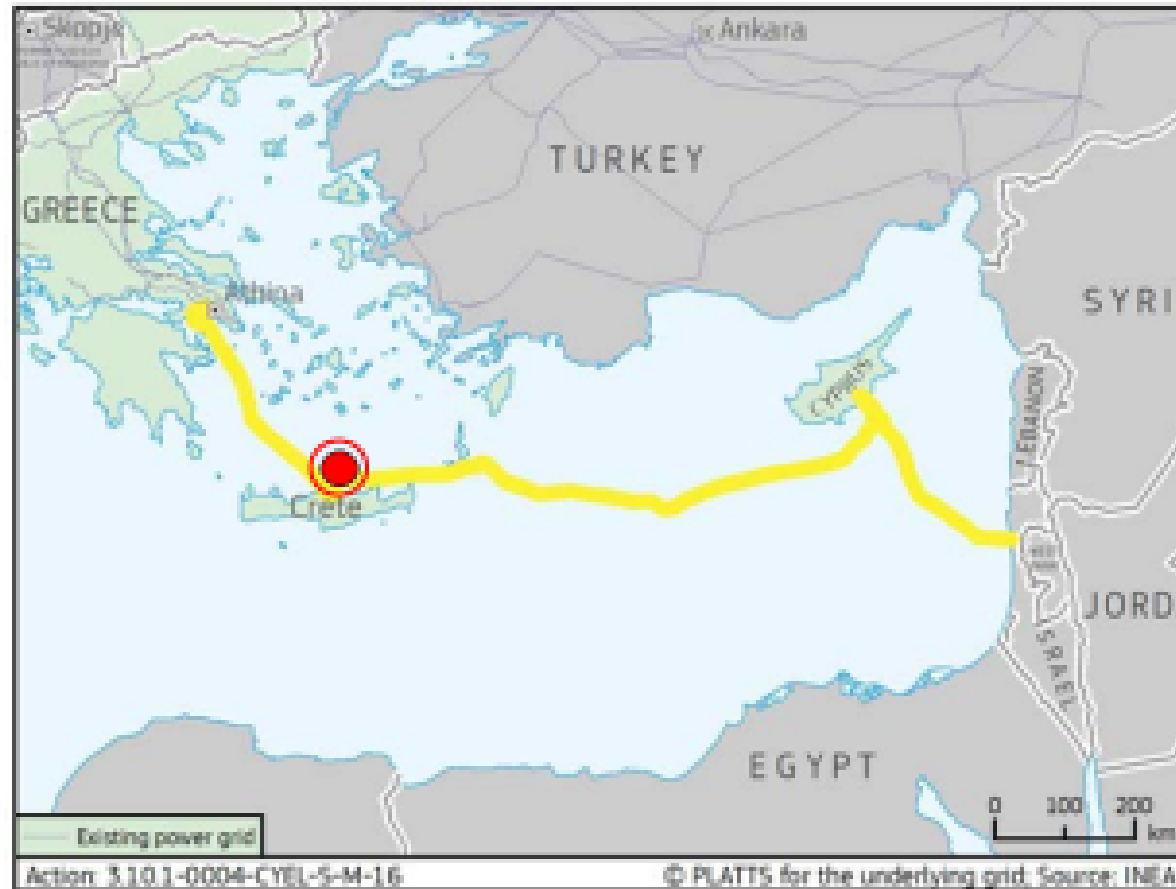 Skopje
Ankara
TURKEY
GREECE
Athina
SYRI
CYPRUS
LEBANON
Crete
JORD
ISRAEL
EGYPT
0 100 200
km
Existing power grid
Action: 3.10.1-0004-CYEL-S-M-16
© PLATTS for the underlying grid; Source: INEA